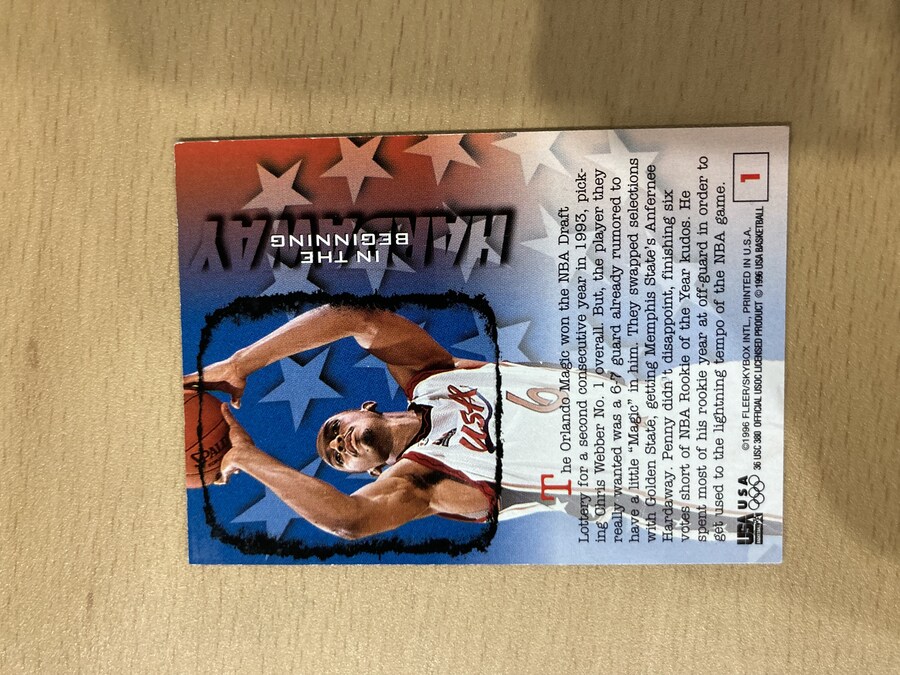 HARDAWAY
IN THE
BEGINNING
SPALDING
USA
6
The Orlando Magic won the NBA Draft
Lottery for a second consecutive year in 1993, pick-
ing Chris Webber No. 1 overall. But, the player they
really wanted was a 6-7 guard already rumored to
have a little "Magic" in him. They swapped selections
with Golden State, getting Memphis State's Anfernee
Hardaway. Penny didn't disappoint, finishing six
votes short of NBA Rookie of the Year kudos. He
spent most of his rookie year at off-guard in order to
get used to the lightning tempo of the NBA game.
USA
USA
©1996 FLEER/SKYBOX INTL., PRINTED IN U.S.A.
36 USC 380 OFFICIAL USOC LICENSED PRODUCT © 1996 USA BASKETBALL
1